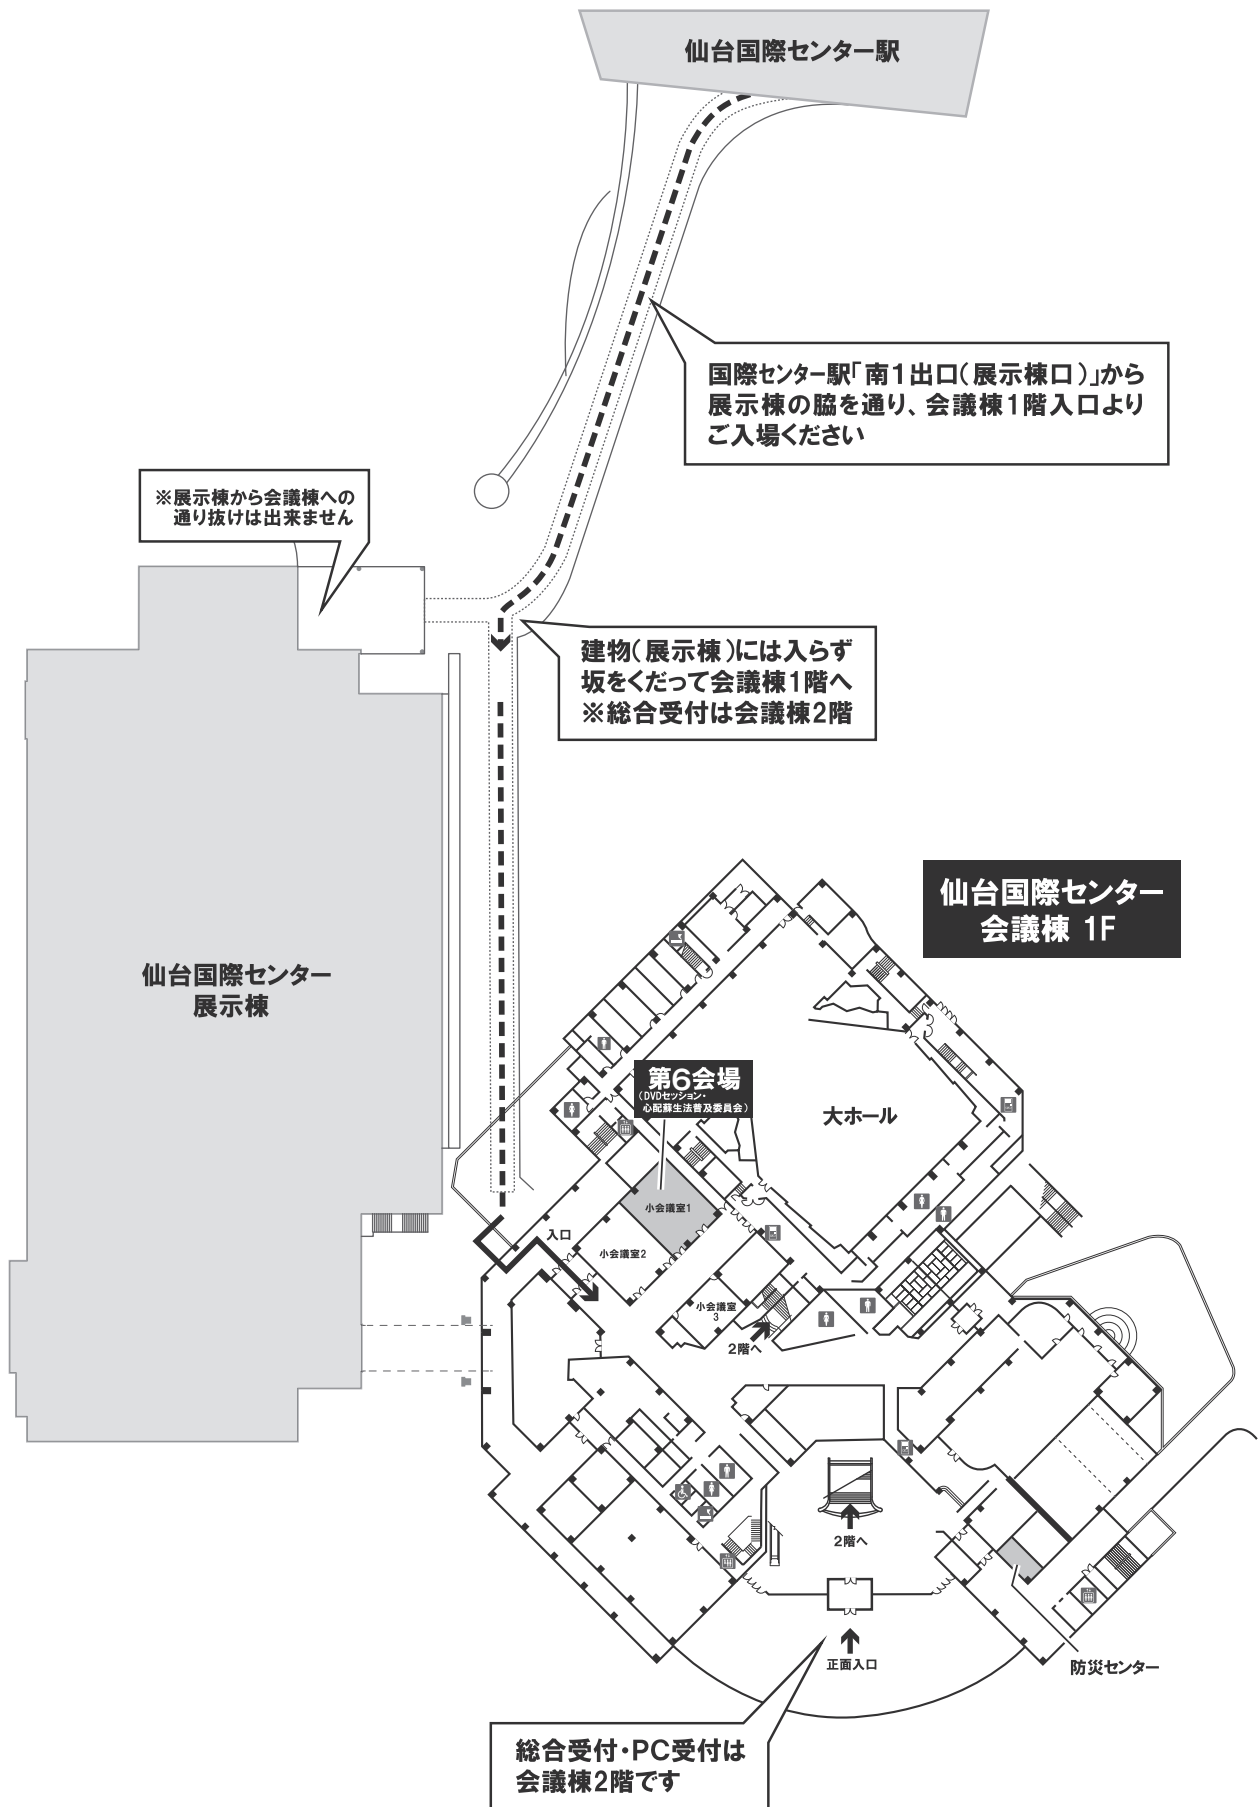 仙台国際センター駅
国際センター駅「南1出口(展示棟口)」から
展示棟の脇を通り、会議棟1階入口より
ご入場ください
※展示棟から会議棟への
通り抜けは出来ません
建物(展示棟)には入らず
坂をくだって会議棟1階へ
※総合受付は会議棟2階
仙台国際センター
会議棟 1F
仙台国際センター
展示棟
第6会場
(DVDセッション・
心肺蘇生法普及委員会)
大ホール
小会議室1
入口
小会議室2
小会議室
3
2階へ
2階へ
正面入口
防災センター
総合受付・PC受付は
会議棟2階です